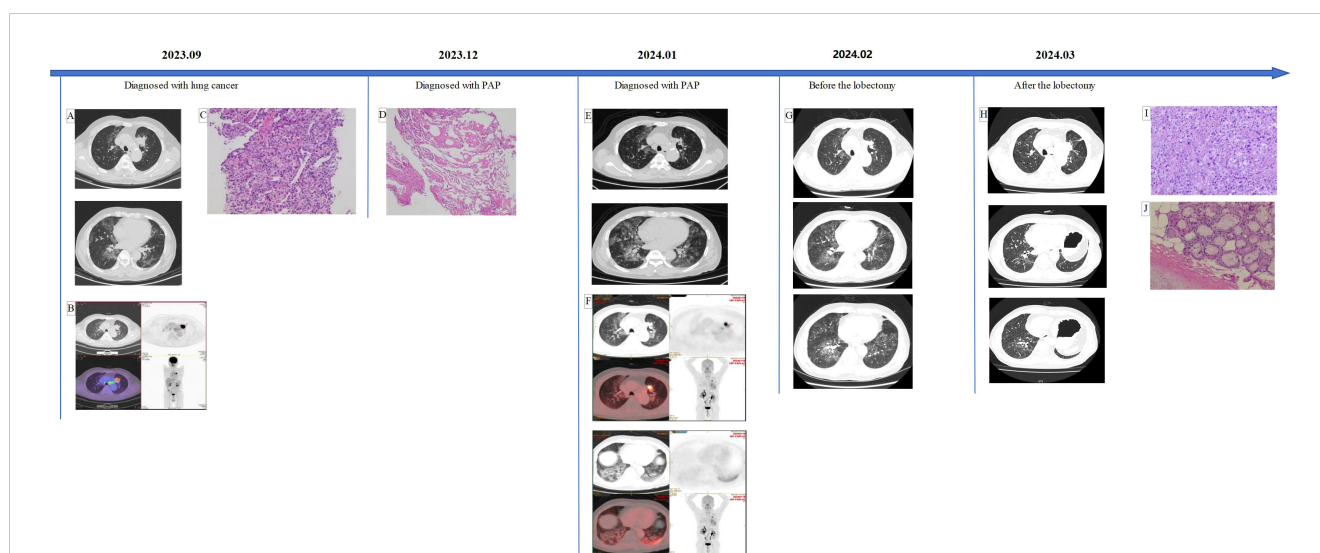 2023.09
2023.12
2024.01
2024.02
2024.03
Diagnosed with lung cancer
Diagnosed with PAP
Diagnosed with PAP
Before the lobectomy
After the lobectomy
A
C
D
E
G
H
I
J
B
F